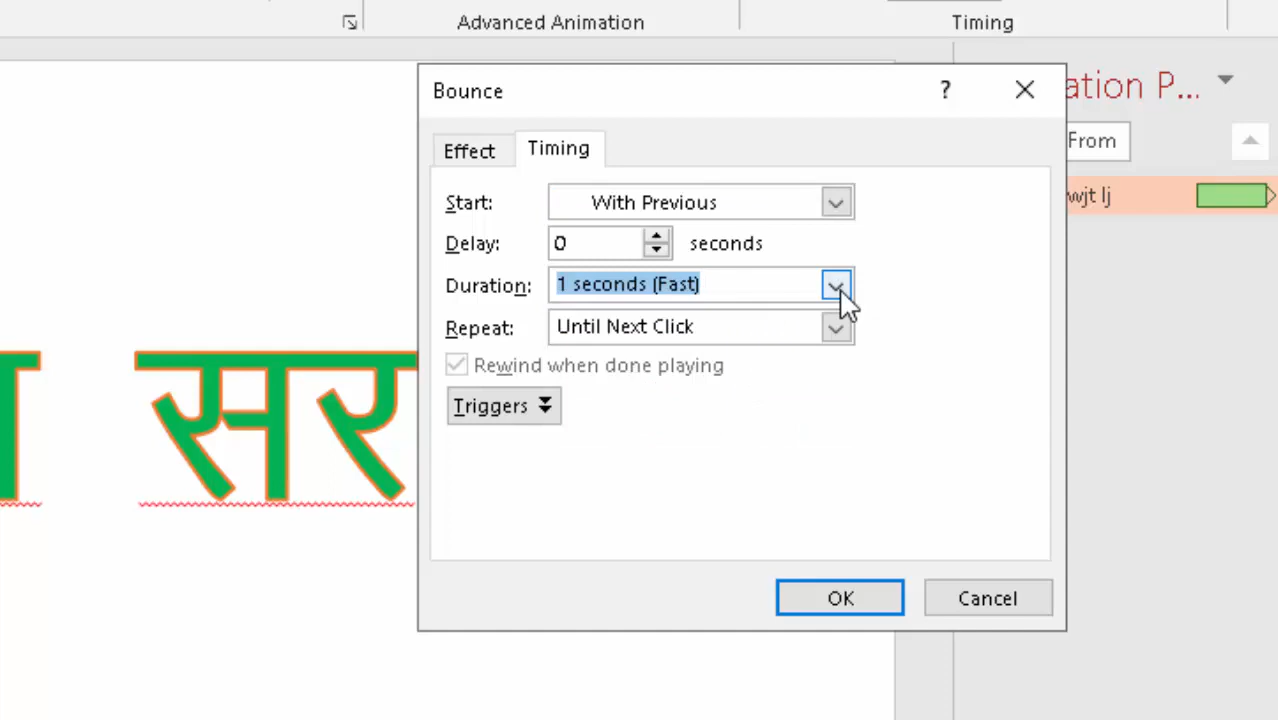 Advanced Animation
Timing
Bounce
?
ation P...
Effect
Timing
From
Start:
With Previous
wjt lj
Delay:
0
seconds
Duration:
1 seconds (Fast)
Repeat:
Until Next Click
सर
Rewind when done playing
Triggers
OK
Cancel